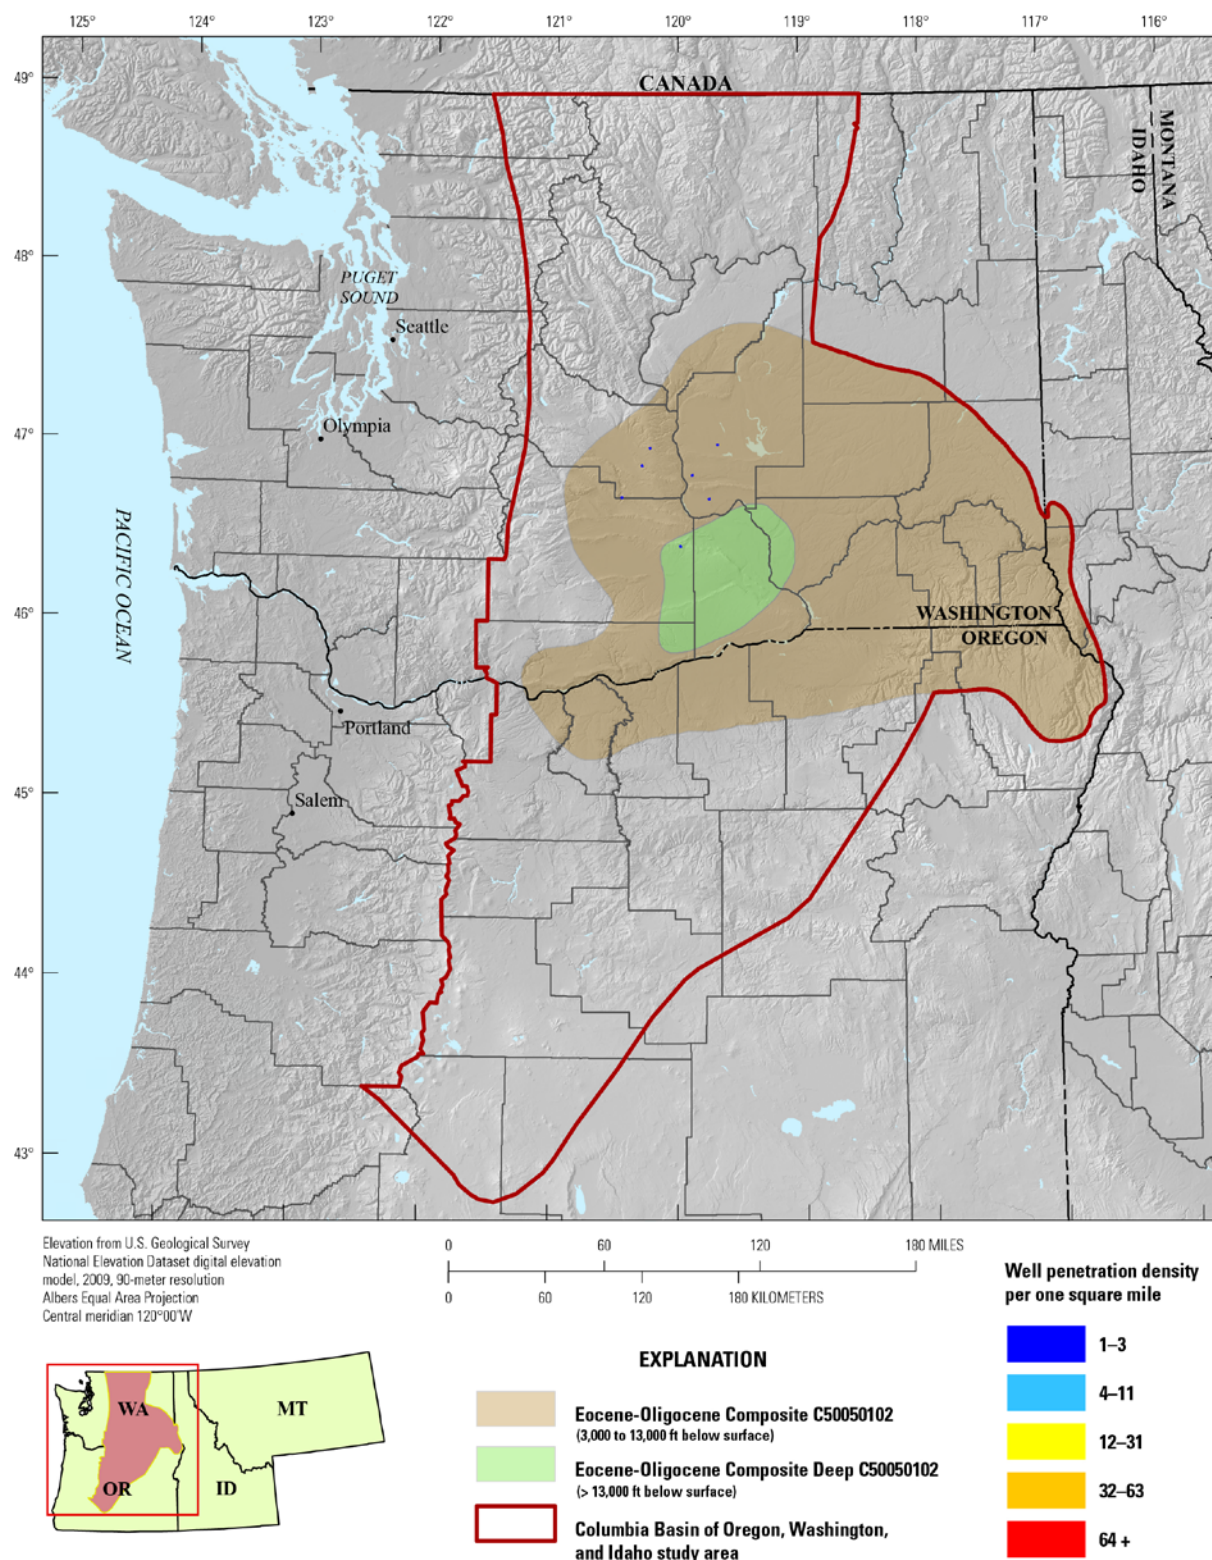 125° 124° 123° 122° 121° 120° 119° 118° 117° 116°
49°
CANADA
MONTANA
IDAHO
48°
PUGET
SOUND
Seattle
47°
Olympia
PACIFIC OCEAN
46°
WASHINGTON
OREGON
Portland
45°
Salem
44°
43°
Elevation from U.S. Geological Survey
National Elevation Dataset digital elevation
model, 2009, 90-meter resolution
Albers Equal Area Projection
Central meridian 120°00'W
0 60 120 180 MILES
0 60 120 180 KILOMETERS
WA
OR
ID
MT
EXPLANATION
Eocene-Oligocene Composite C50050102
(3,000 to 13,000 ft below surface)
Eocene-Oligocene Composite Deep C50050102
(> 13,000 ft below surface)
Columbia Basin of Oregon, Washington,
and Idaho study area
Well penetration density
per one square mile
1–3
4–11
12–31
32–63
64 +